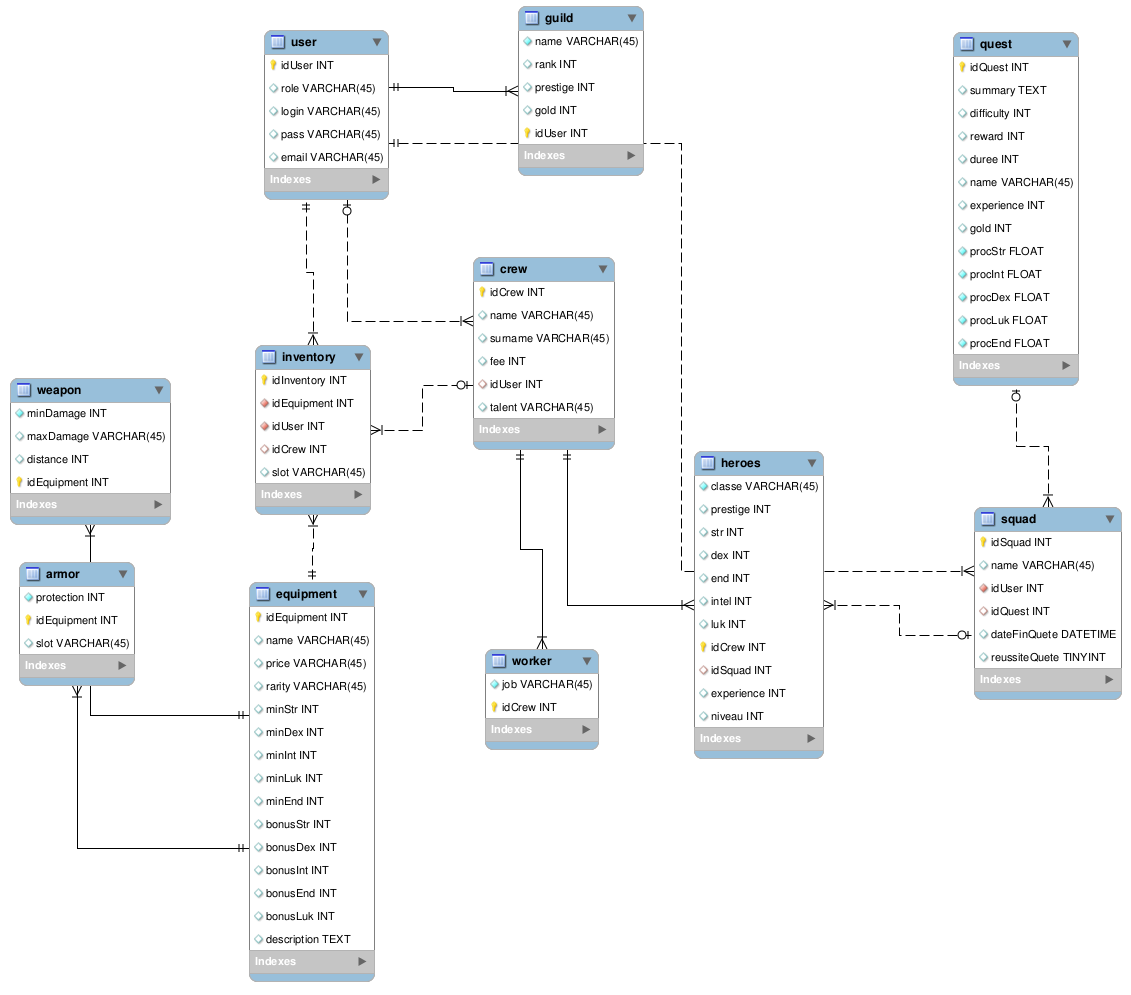 user
idUser INT
role VARCHAR(45)
login VARCHAR(45)
pass VARCHAR(45)
email VARCHAR(45)
Indexes
guild
name VARCHAR(45)
rank INT
prestige INT
gold INT
idUser INT
Indexes
quest
idQuest INT
summary TEXT
difficulty INT
reward INT
duree INT
name VARCHAR(45)
experience INT
gold INT
procStr FLOAT
procInt FLOAT
procDex FLOAT
procLuk FLOAT
procEnd FLOAT
Indexes
crew
idCrew INT
name VARCHAR(45)
surname VARCHAR(45)
fee INT
idUser INT
talent VARCHAR(45)
Indexes
inventory
idInventory INT
idEquipment INT
idUser INT
idCrew INT
slot VARCHAR(45)
Indexes
weapon
minDamage INT
maxDamage VARCHAR(45)
distance INT
idEquipment INT
Indexes
armor
protection INT
idEquipment INT
slot VARCHAR(45)
Indexes
equipment
idEquipment INT
name VARCHAR(45)
price VARCHAR(45)
rarity VARCHAR(45)
minStr INT
minDex INT
minInt INT
minLuk INT
minEnd INT
bonusStr INT
bonusDex INT
bonusInt INT
bonusEnd INT
bonusLuk INT
description TEXT
Indexes
worker
job VARCHAR(45)
idCrew INT
Indexes
heroes
classe VARCHAR(45)
prestige INT
str INT
dex INT
end INT
intel INT
luk INT
idCrew INT
idSquad INT
experience INT
niveau INT
Indexes
squad
idSquad INT
name VARCHAR(45)
idUser INT
idQuest INT
dateFinQuete DATETIME
reussiteQuete TINYINT
Indexes